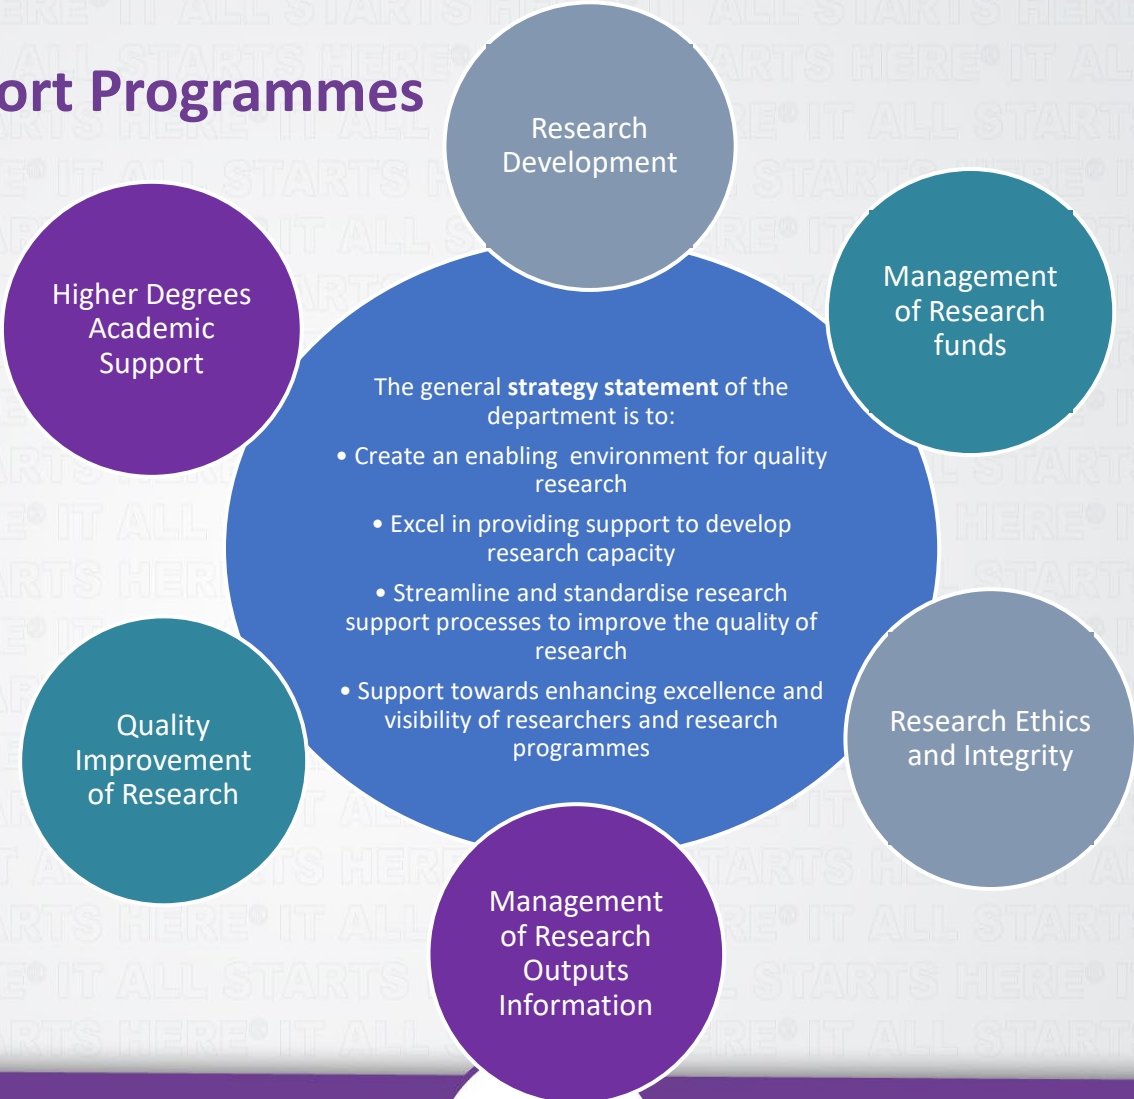 ort Programmes
Research
Development
Higher Degrees
Academic
Support
Management
of Research
funds
The general strategy statement of the
department is to:
• Create an enabling  environment for quality
research
• Excel in providing support to develop
research capacity
• Streamline and standardise research
support processes to improve the quality of
research
• Support towards enhancing excellence and
visibility of researchers and research
programmes
Quality
Improvement
of Research
Research Ethics
and Integrity
Management
of Research
Outputs
Information